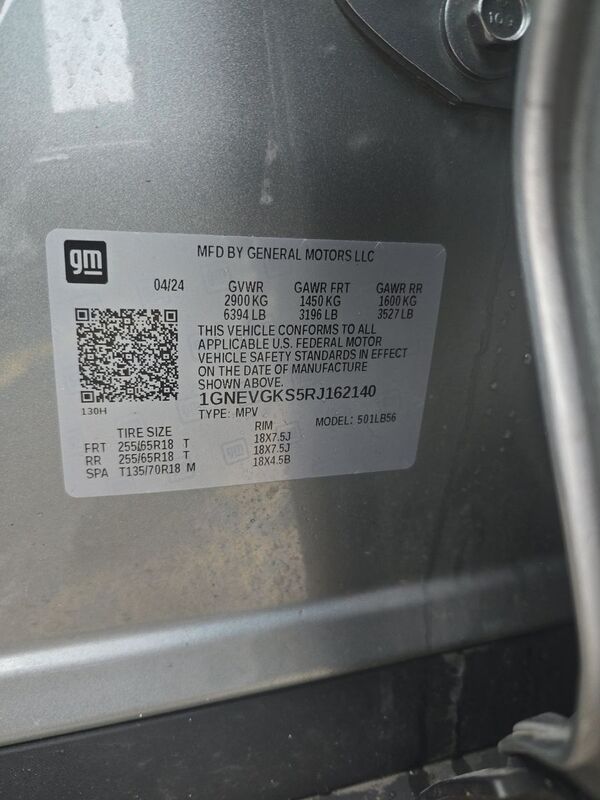 gm
MFD BY GENERAL MOTORS LLC
04/24 GVWR GAWR FRT GAWR RR
2900 KG 1450 KG 1600 KG
6394 LB 3196 LB 3527 LB
THIS VEHICLE CONFORMS TO ALL
APPLICABLE U.S. FEDERAL MOTOR
VEHICLE SAFETY STANDARDS IN EFFECT
ON THE DATE OF MANUFACTURE
SHOWN ABOVE.
130H
1GNEVGKS5RJ162140
TYPE: MPV MODEL: 501LB56
TIRE SIZE RIM
FRT 255/65R18 T 18X7.5J
RR 255/65R18 T 18X7.5J
SPA T135/70R18 M 18X4.5B
10.9